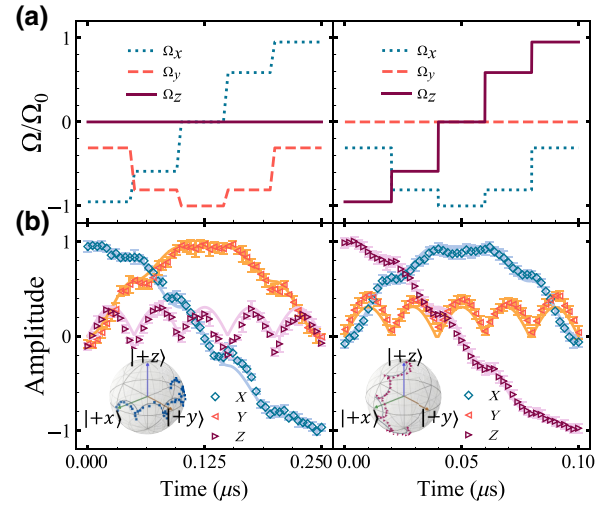 (a)
1
0
−1
Ω/Ω₀
Ωx
Ωy
Ωz
Ωx
Ωy
Ωz
(b)
1
0
−1
Amplitude
|+z⟩
|+x⟩
|+y⟩
X
Y
Z
|+z⟩
|+x⟩
|+y⟩
X
Y
Z
0.000 0.125 0.250
0.00 0.05 0.10
Time (μs)
Time (μs)